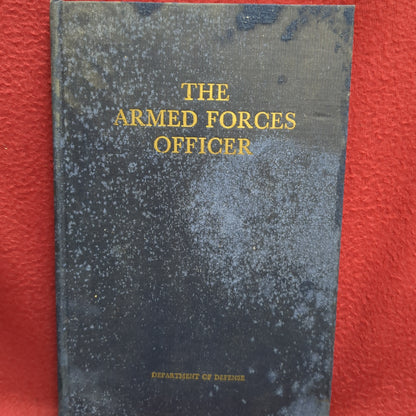 THE
ARMED FORCES
OFFICER
DEPARTMENT OF DEFENSE